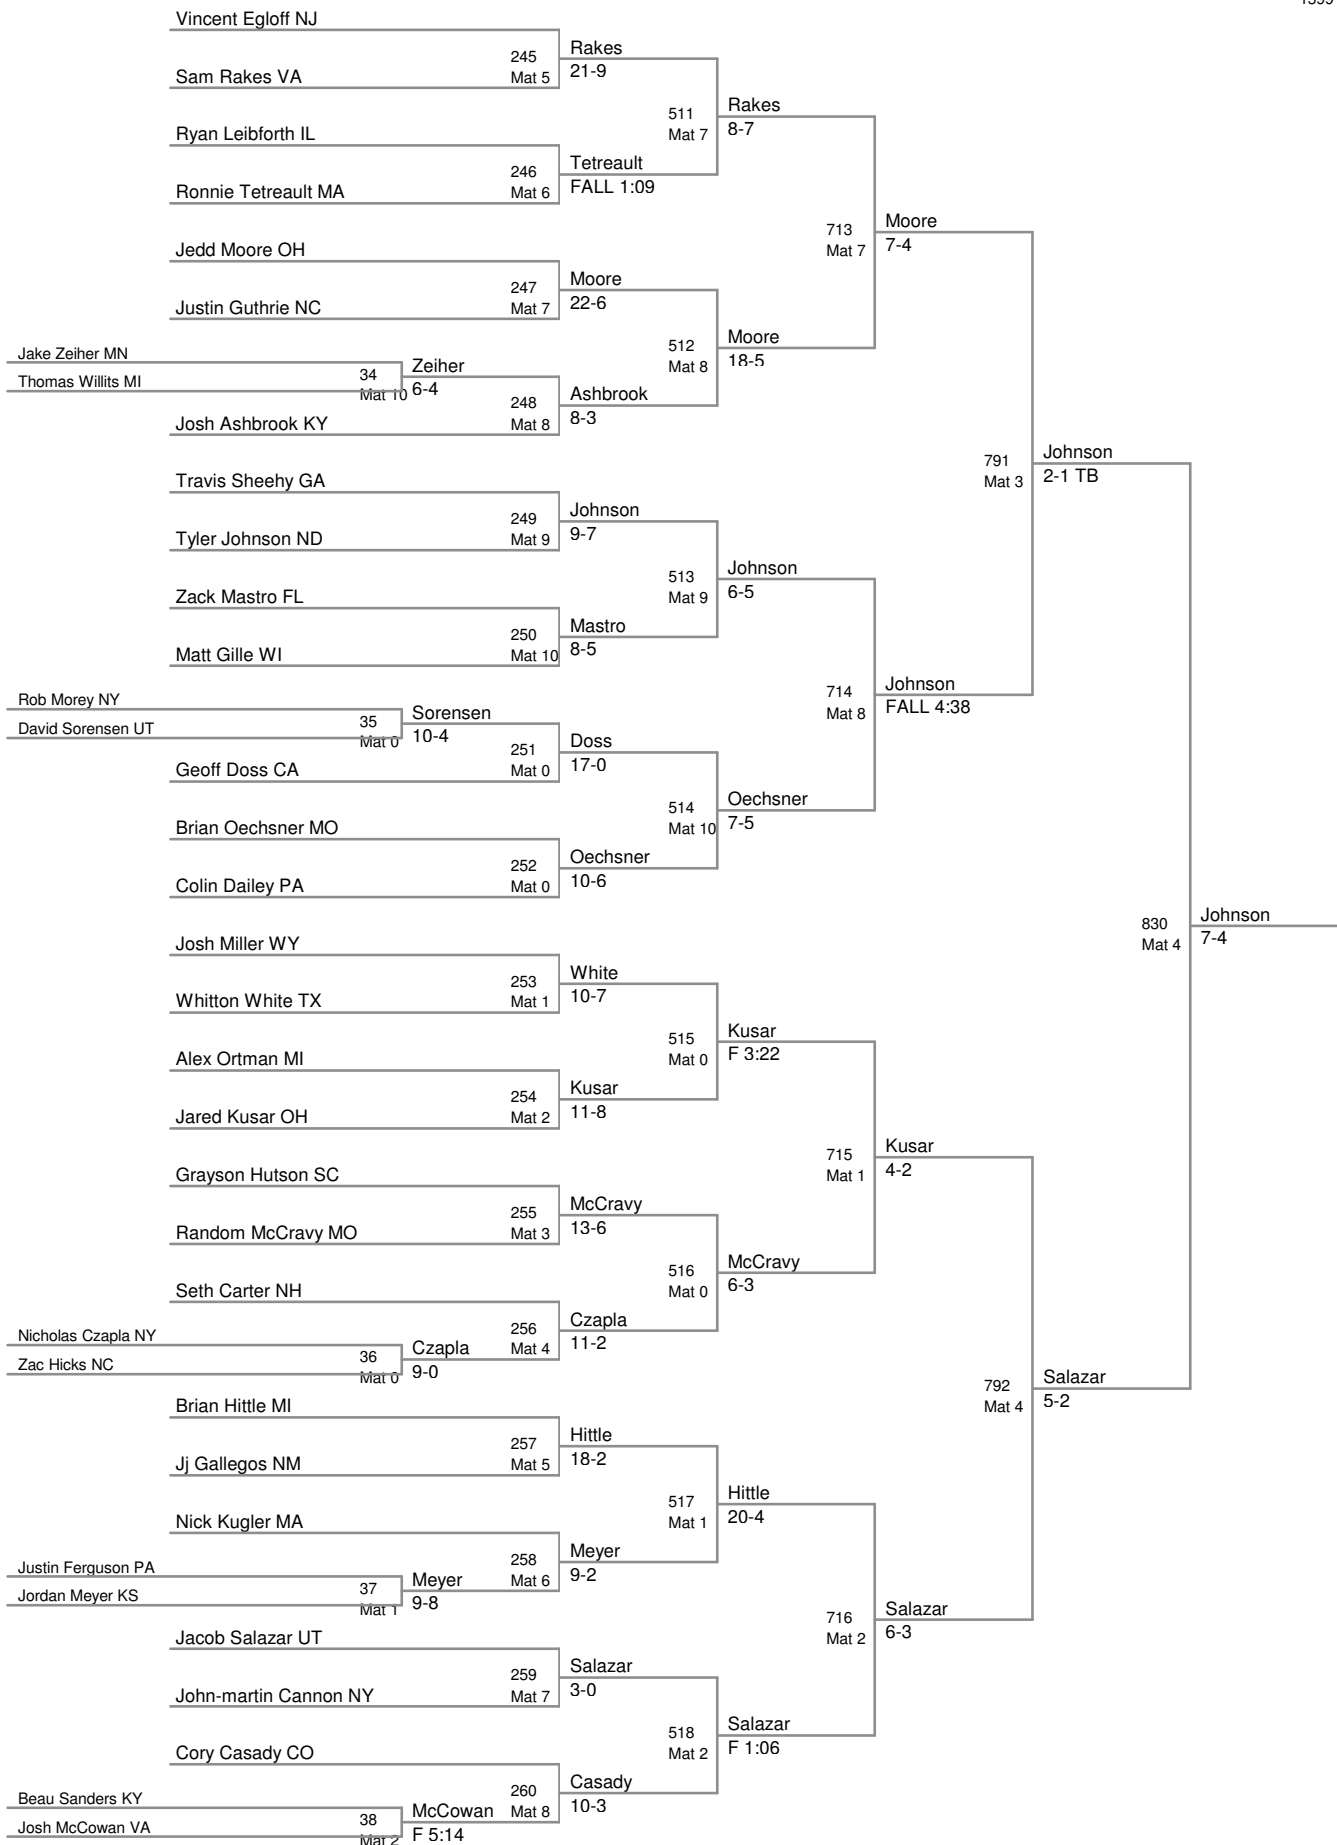 Vincent Egloff NJ
245
Mat 5
Rakes
21-9
Sam Rakes VA
511
Mat 7
Rakes
8-7
Ryan Leibforth IL
246
Mat 6
Tetreault
FALL 1:09
Ronnie Tetreault MA
713
Mat 7
Moore
7-4
Jedd Moore OH
247
Mat 7
Moore
22-6
Justin Guthrie NC
512
Mat 8
Moore
18-5
Jake Zeiher MN
34
Mat 10
Zeiher
6-4
Thomas Willits MI
248
Mat 8
Ashbrook
8-3
Josh Ashbrook KY
791
Mat 3
Johnson
2-1 TB
Travis Sheehy GA
249
Mat 9
Johnson
9-7
Tyler Johnson ND
513
Mat 9
Johnson
6-5
Zack Mastro FL
250
Mat 10
Mastro
8-5
Matt Gille WI
714
Mat 8
Johnson
FALL 4:38
Rob Morey NY
35
Mat 0
Sorensen
10-4
David Sorensen UT
251
Mat 0
Doss
17-0
Geoff Doss CA
514
Mat 10
Oechsner
7-5
Brian Oechsner MO
252
Mat 0
Oechsner
10-6
Colin Dailey PA
830
Mat 4
Johnson
7-4
Josh Miller WY
253
Mat 1
White
10-7
Whitton White TX
515
Mat 0
Kusar
F 3:22
Alex Ortman MI
254
Mat 2
Kusar
11-8
Jared Kusar OH
715
Mat 1
Kusar
4-2
Grayson Hutson SC
255
Mat 3
McCravy
13-6
Random McCravy MO
516
Mat 0
McCravy
6-3
Seth Carter NH
256
Mat 4
Czapla
11-2
Nicholas Czapla NY
36
Mat 0
Czapla
9-0
Zac Hicks NC
792
Mat 4
Salazar
5-2
Brian Hittle MI
257
Mat 5
Hittle
18-2
Jj Gallegos NM
517
Mat 1
Hittle
20-4
Nick Kugler MA
258
Mat 6
Meyer
9-2
Justin Ferguson PA
37
Mat 1
Meyer
9-8
Jordan Meyer KS
716
Mat 2
Salazar
6-3
Jacob Salazar UT
259
Mat 7
Salazar
3-0
John-martin Cannon NY
518
Mat 2
Salazar
F 1:06
Cory Casady CO
260
Mat 8
Casady
10-3
Beau Sanders KY
38
Mat 2
McCowan
F 5:14
Josh McCowan VA